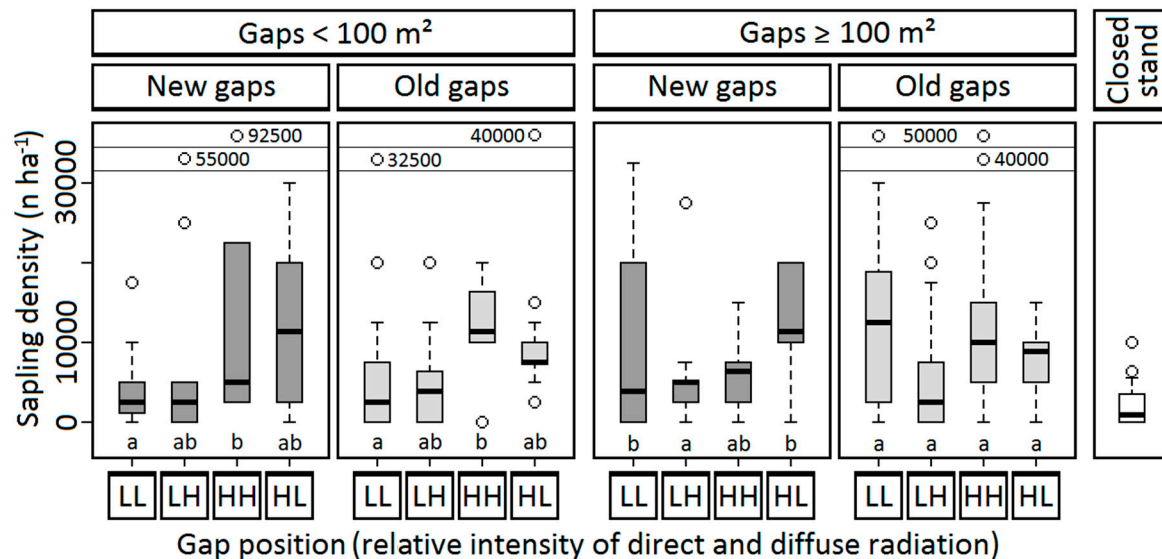 Gaps < 100 m²
Gaps ≥ 100 m²
Closed stand
New gaps
Old gaps
New gaps
Old gaps
Sapling density (n ha⁻¹)
30000
10000
0
92500
55000
40000
32500
50000
40000
a ab b ab
a ab b ab
b a ab b
a a a a
LL LH HH HL
LL LH HH HL
LL LH HH HL
LL LH HH HL
Gap position (relative intensity of direct and diffuse radiation)